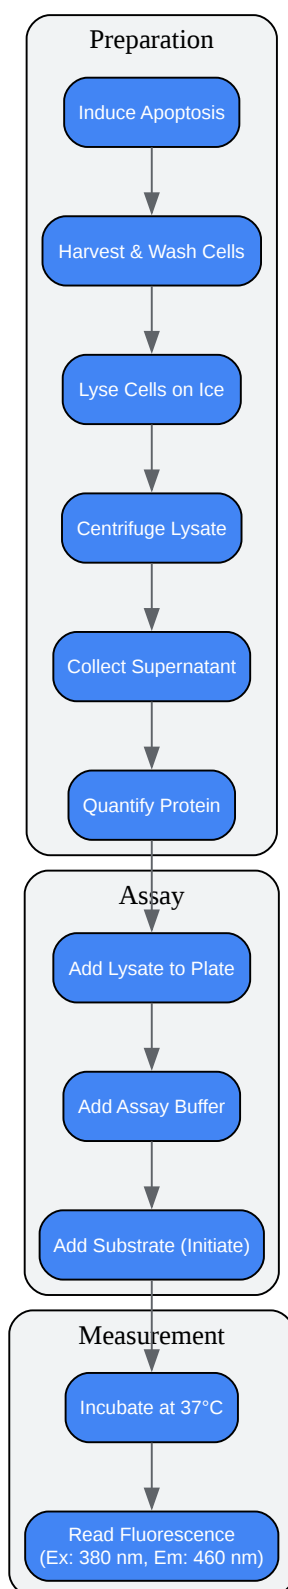 Preparation
Induce Apoptosis
Harvest & Wash Cells
Lyse Cells on Ice
Centrifuge Lysate
Collect Supernatant
Quantify Protein
Assay
Add Lysate to Plate
Add Assay Buffer
Add Substrate (Initiate)
Measurement
Incubate at 37°C
Read Fluorescence
(Ex: 380 nm, Em: 460 nm)